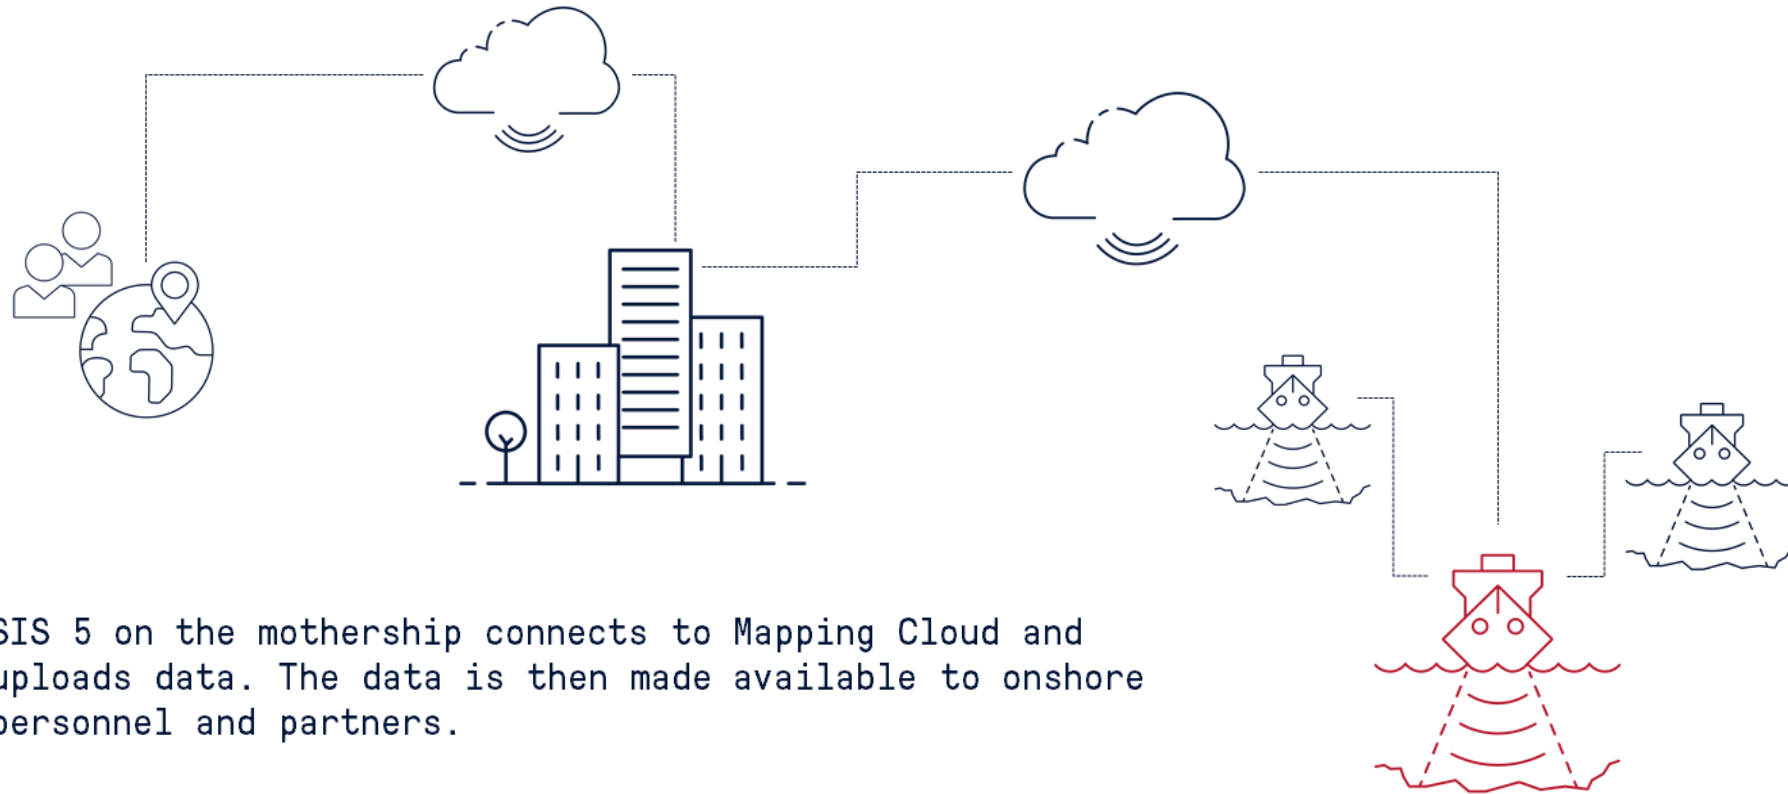 SIS 5 on the mothership connects to Mapping Cloud and
uploads data. The data is then made available to onshore
personnel and partners.